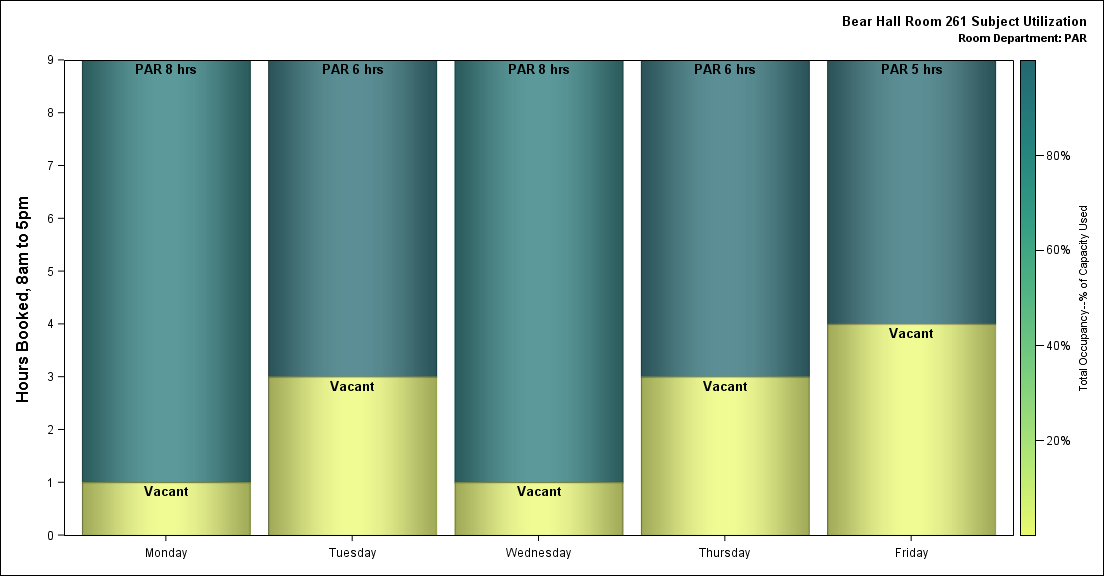 Bear Hall Room 261 Subject Utilization
Room Department: PAR
Hours Booked, 8am to 5pm
9
8
7
6
5
4
3
2
1
0
PAR 8 hrs
PAR 6 hrs
PAR 8 hrs
PAR 6 hrs
PAR 5 hrs
Vacant
Vacant
Vacant
Vacant
Vacant
Monday
Tuesday
Wednesday
Thursday
Friday
80%
60%
40%
20%
Total Occupancy--% of Capacity Used